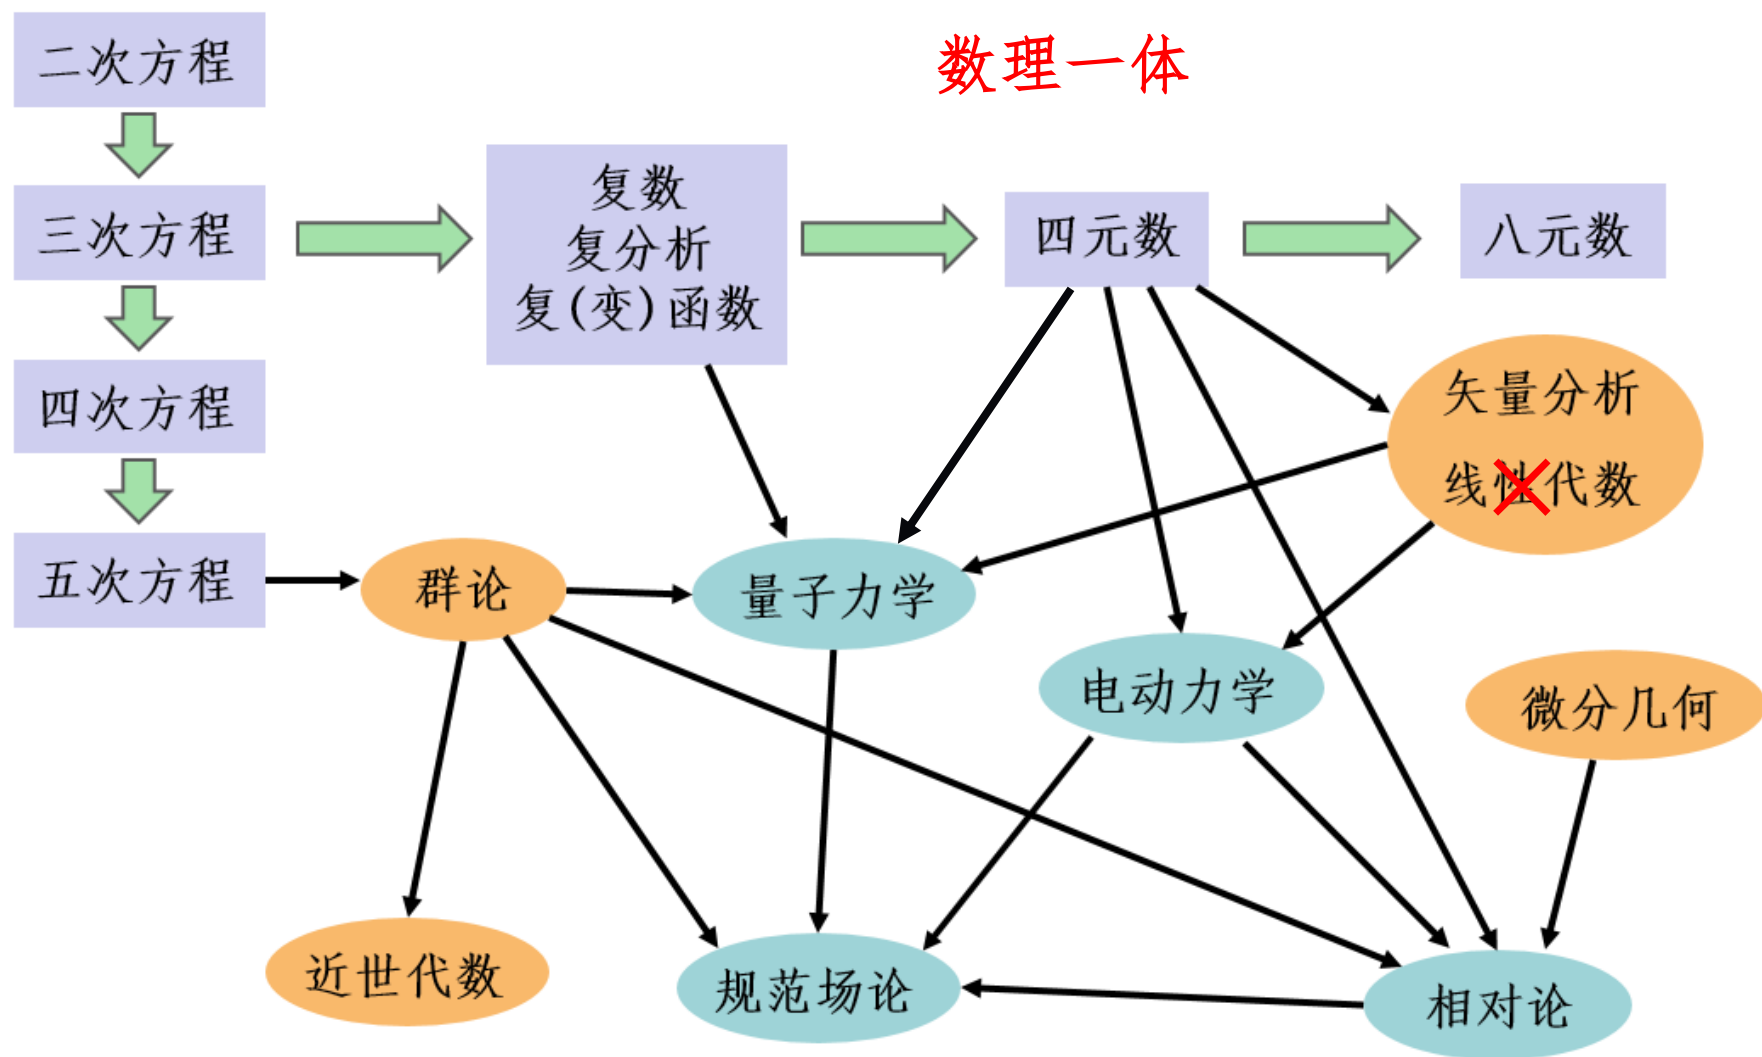 数理一体
二次方程
三次方程
四次方程
五次方程
复数
复分析
复(变)函数
四元数
八元数
矢量分析
线性代数
群论
量子力学
电动力学
微分几何
近世代数
规范场论
相对论